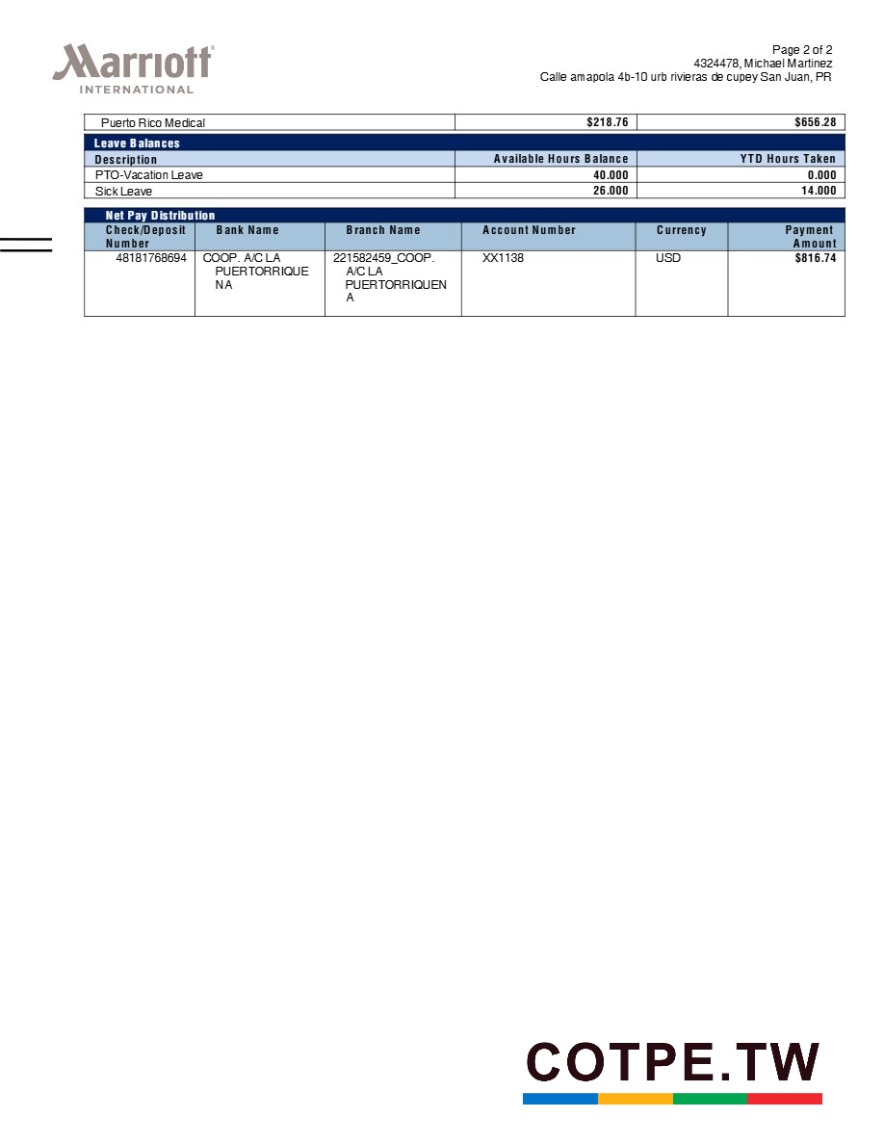 Marriott
INTERNATIONAL
Page 2 of 2
4324478, Michael Martinez
Calle amapola 4b-10 urb rivieras de cupey San Juan, PR
Puerto Rico Medical $218.76 $656.28
Leave Balances
Description Available Hours Balance YTD Hours Taken
PTO-Vacation Leave 40.000 0.000
Sick Leave 26.000 14.000
Net Pay Distribution
Check/Deposit Number Bank Name Branch Name Account Number Currency Payment Amount
48181768694 COOP. A/C LA 221582459_COOP. XX1138 USD $816.74
PUERTORRIQUE A/C LA
NA PUERTORRIQUEN
A
COTPE.TW